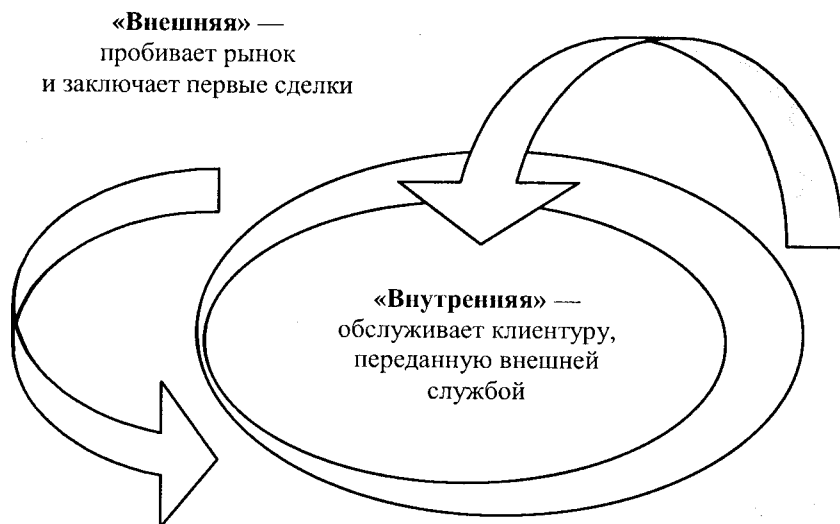 «Внешняя» —
пробивает рынок
и заключает первые сделки
«Внутренняя» —
обслуживает клиентуру,
переданную внешней
службой